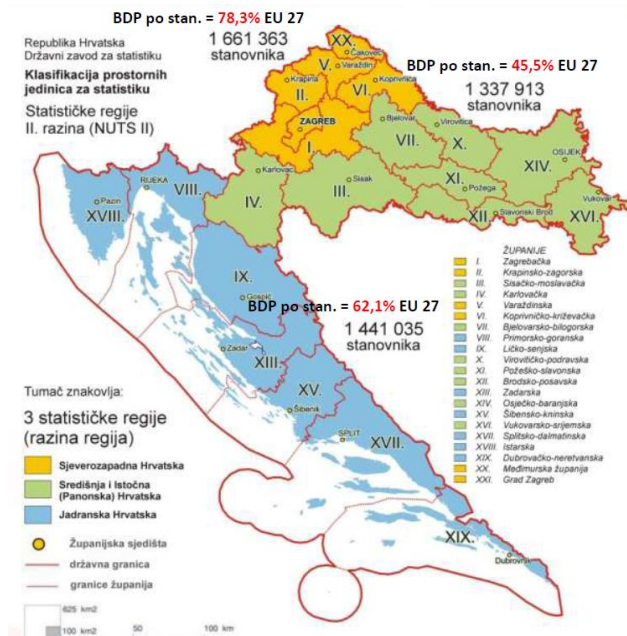 BDP po stan. = 78,3% EU 27
1 661 363
stanovnika
Republika Hrvatska
Državni zavod za statistiku
Klasifikacija prostornih
jedinica za statistiku
Statističke regije
II. razina (NUTS II)
BDP po stan. = 45,5% EU 27
1 337 913
stanovnika
XX.
Čakovec
V.
Varaždin
Krapina
II.
VI.
Koprivnica
ZAGREB
I.
Bjelovar
VII.
Virovitica
X.
XIV.
OSIJEK
Karlovac
IV.
III.
Sisak
XI.
Požega
XII.
Slavonski Brod
Vukovar
XVI.
RIJEKA
VIII.
Pazin
XVIII.
IX.
Gospić
BDP po stan. = 62,1% EU 27
1 441 035
stanovnika
Zadar
XIII.
XV.
Šibenik
SPLIT
XVII.
XIX.
Dubrovnik
ŽUPANIJE
I. Zagrebačka
II. Krapinsko-zagorska
III. Sisačko-moslavačka
IV. Karlovačka
V. Varaždinska
VI. Koprivničko-križevačka
VII. Bjelovarsko-bilogorska
VIII. Primorsko-goranska
IX. Ličko-senjska
X. Virovitičko-podravska
XI. Požeško-slavonska
XII. Brodsko-posavska
XIII. Zadarska
XIV. Osječko-baranjska
XV. Šibensko-kninska
XVI. Vukovarsko-srijemska
XVII. Splitsko-dalmatinska
XVIII. Istarska
XIX. Dubrovačko-neretvanska
XX. Međimurska županija
XXI. Grad Zagreb
Tumač znakovlja:
3 statističke regije
(razina regija)
Sjeverozapadna Hrvatska
Središnja i Istočna
(Panonska) Hrvatska
Jadranska Hrvatska
Županijska sjedišta
državna granica
granice županija
625 km2
100 km2
50
100 km